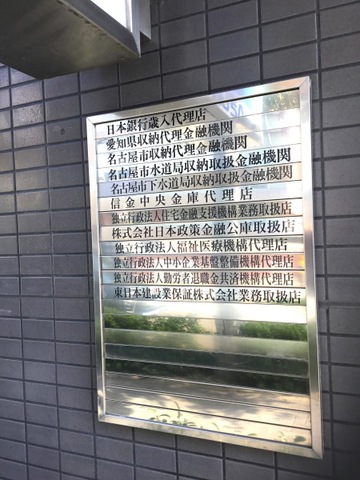 日本銀行歳入代理店
愛知県収納代理金融機関
名古屋市収納代理金融機関
名古屋市水道局収納取扱金融機関
名古屋市下水道局収納取扱金融機関
信金中央金庫代理店
独立行政法人住宅金融支援機構業務取扱店
株式会社日本政策金融公庫取扱店
独立行政法人福祉医療機構代理店
独立行政法人中小企業基盤整備機構代理店
独立行政法人勤労者退職金共済機構代理店
東日本建設業保証株式会社業務取扱店